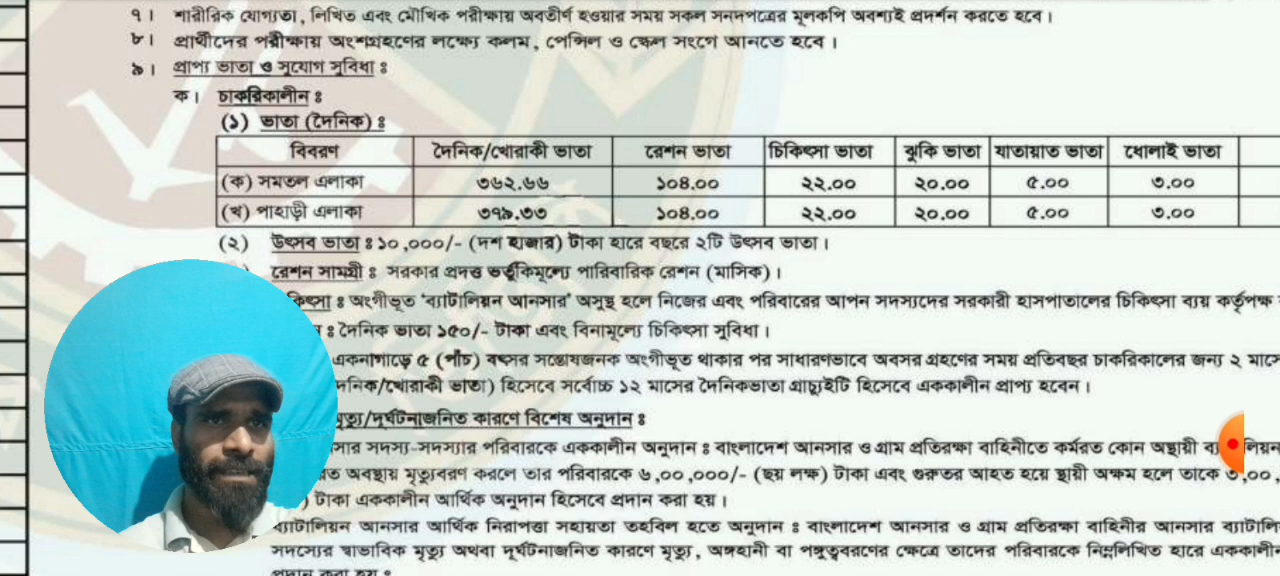 ৭। শারীরিক যোগ্যতা, লিখিত এবং মৌখিক পরীক্ষায় অবতীর্ণ হওয়ার সময় সকল সনদপত্রের মূলকপি অবশ্যই প্রদর্শন করতে হবে।
৮। প্রার্থীদের পরীক্ষায় অংশগ্রহণের লক্ষ্যে কলম, পেন্সিল ও স্কেল সংগে আনতে হবে।
৯। প্রাপ্য ভাতা ও সুযোগ সুবিধা ঃ
ক। চাকরিকালীন ঃ
(১) ভাতা (দৈনিক) ঃ
বিবরণ দৈনিক/খোরাকী ভাতা রেশন ভাতা চিকিৎসা ভাতা ঝুকি ভাতা যাতায়াত ভাতা ধোলাই ভাতা
(ক) সমতল এলাকা ৩৬২.৬৬ ১০৪.০০ ২২.০০ ২০.০০ ৫.০০ ৩.০০
(খ) পাহাড়ী এলাকা ৩৭৯.৩৩ ১০৪.০০ ২২.০০ ২০.০০ ৫.০০ ৩.০০
(২) উৎসব ভাতা ঃ ১০,০০০/- (দশ হাজার) টাকা হারে বছরে ২টি উৎসব ভাতা।
রেশন সামগ্রী ঃ সরকার প্রদত্ত ভর্তুকিমূল্যে পারিবারিক রেশন (মাসিক)।
কিৎসা ঃ অংগীভূত ‘ব্যাটালিয়ন আনসার’ অসুস্থ হলে নিজের এবং পরিবারের আপন সদস্যদের সরকারী হাসপাতালের চিকিৎসা ব্যয় কর্তৃপক্ষ
ঃ দৈনিক ভাতা ১৫০/- টাকা এবং বিনামূল্যে চিকিৎসা সুবিধা।
একনাগাড়ে ৫ (পাঁচ) বৎসর সন্তোষজনক অংগীভূত থাকার পর সাধারণভাবে অবসর গ্রহণের সময় প্রতিবছর চাকরিকালের জন্য ২ মাসে
দনিক/খোরাকী ভাতা) হিসেবে সর্বোচ্চ ১২ মাসের দৈনিকভাতা গ্রাচ্যুইটি হিসেবে এককালীন প্রাপ্য হবেন।
মৃত্যু/দূর্ঘটনাজনিত কারণে বিশেষ অনুদান ঃ
সার সদস্য-সদস্যার পরিবারকে এককালীন অনুদান ঃ বাংলাদেশ আনসার ও গ্রাম প্রতিরক্ষা বাহিনীতে কর্মরত কোন অস্থায়ী ব্য লিয়ন
রত অবস্থায় মৃত্যুবরণ করলে তার পরিবারকে ৬,০০,০০০/- (ছয় লক্ষ) টাকা এবং গুরুতর আহত হয়ে স্থায়ী অক্ষম হলে তাকে ৩,০০,
) টাকা এককালীন আর্থিক অনুদান হিসেবে প্রদান করা হয়।
ব্যাটালিয়ন আনসার আর্থিক নিরাপত্তা সহায়তা তহবিল হতে অনুদান ঃ বাংলাদেশ আনসার ও গ্রাম প্রতিরক্ষা বাহিনীর আনসার ব্যাটালি
সদস্যের স্বাভাবিক মৃত্যু অথবা দূর্ঘটনাজনিত কারণে মৃত্যু, অঙ্গহানী বা পঙ্গুত্ববরণের ক্ষেত্রে তাদের পরিবারকে নিম্নলিখিত হারে এককালীন
প্রদান করা হয় ঃ